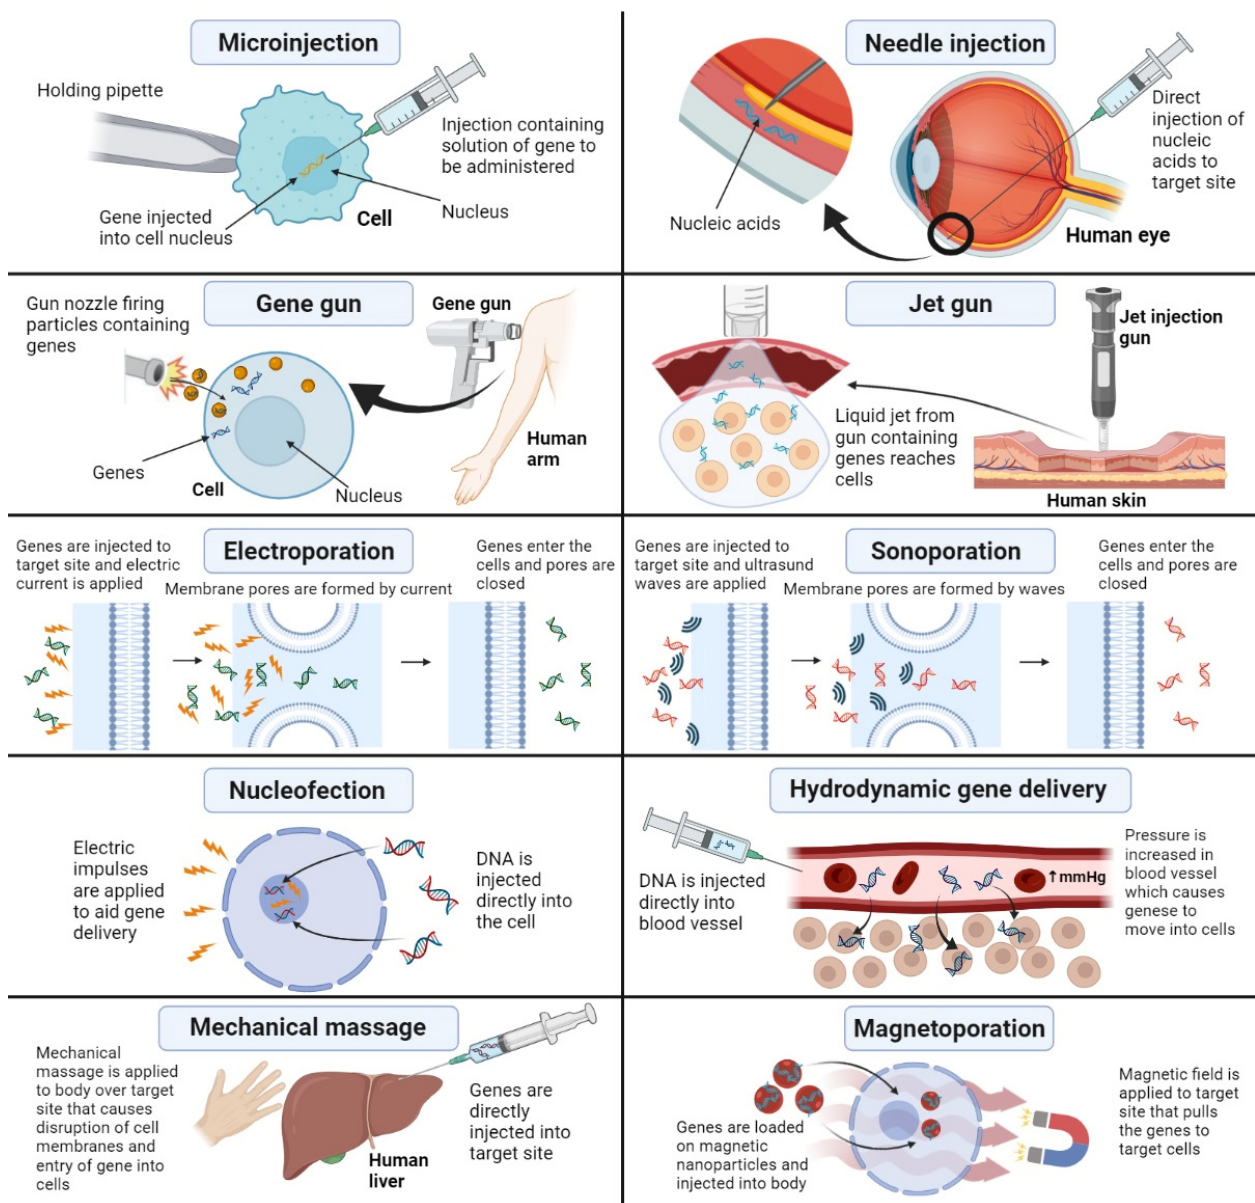 Microinjection
Holding pipette
Injection containing
solution of gene to
be administered
Gene injected
into cell nucleus
Cell
Nucleus
Needle injection
Direct
injection of
nucleic
acids to
target site
Nucleic acids
Human eye
Gene gun
Gun nozzle firing
particles containing
genes
Gene gun
Genes
Cell
Nucleus
Human
arm
Jet gun
Jet injection
gun
Liquid jet from
gun containing
genes reaches
cells
Human skin
Electroporation
Genes are injected to
target site and electric
current is applied
Membrane pores are formed by current
Genes enter the
cells and pores are
closed
Sonoporation
Genes are injected to
target site and ultrasund
waves are applied
Membrane pores are formed by waves
Genes enter the
cells and pores are
closed
Nucleofection
Electric
impulses
are applied
to aid gene
delivery
DNA is
injected
directly into
the cell
Hydrodynamic gene delivery
DNA is injected
directly into
blood vessel
↑mmHg
Pressure is
increased in
blood vessel
which causes
genese to
move into cells
Mechanical massage
Mechanical
massage is applied
to body over target
site that causes
disruption of cell
membranes and
entry of gene into
cells
Human
liver
Genes are
directly
injected into
target site
Magnetoporation
Genes are loaded
on magnetic
nanoparticles and
injected into body
Magnetic field is
applied to target
site that pulls
the genes to
target cells